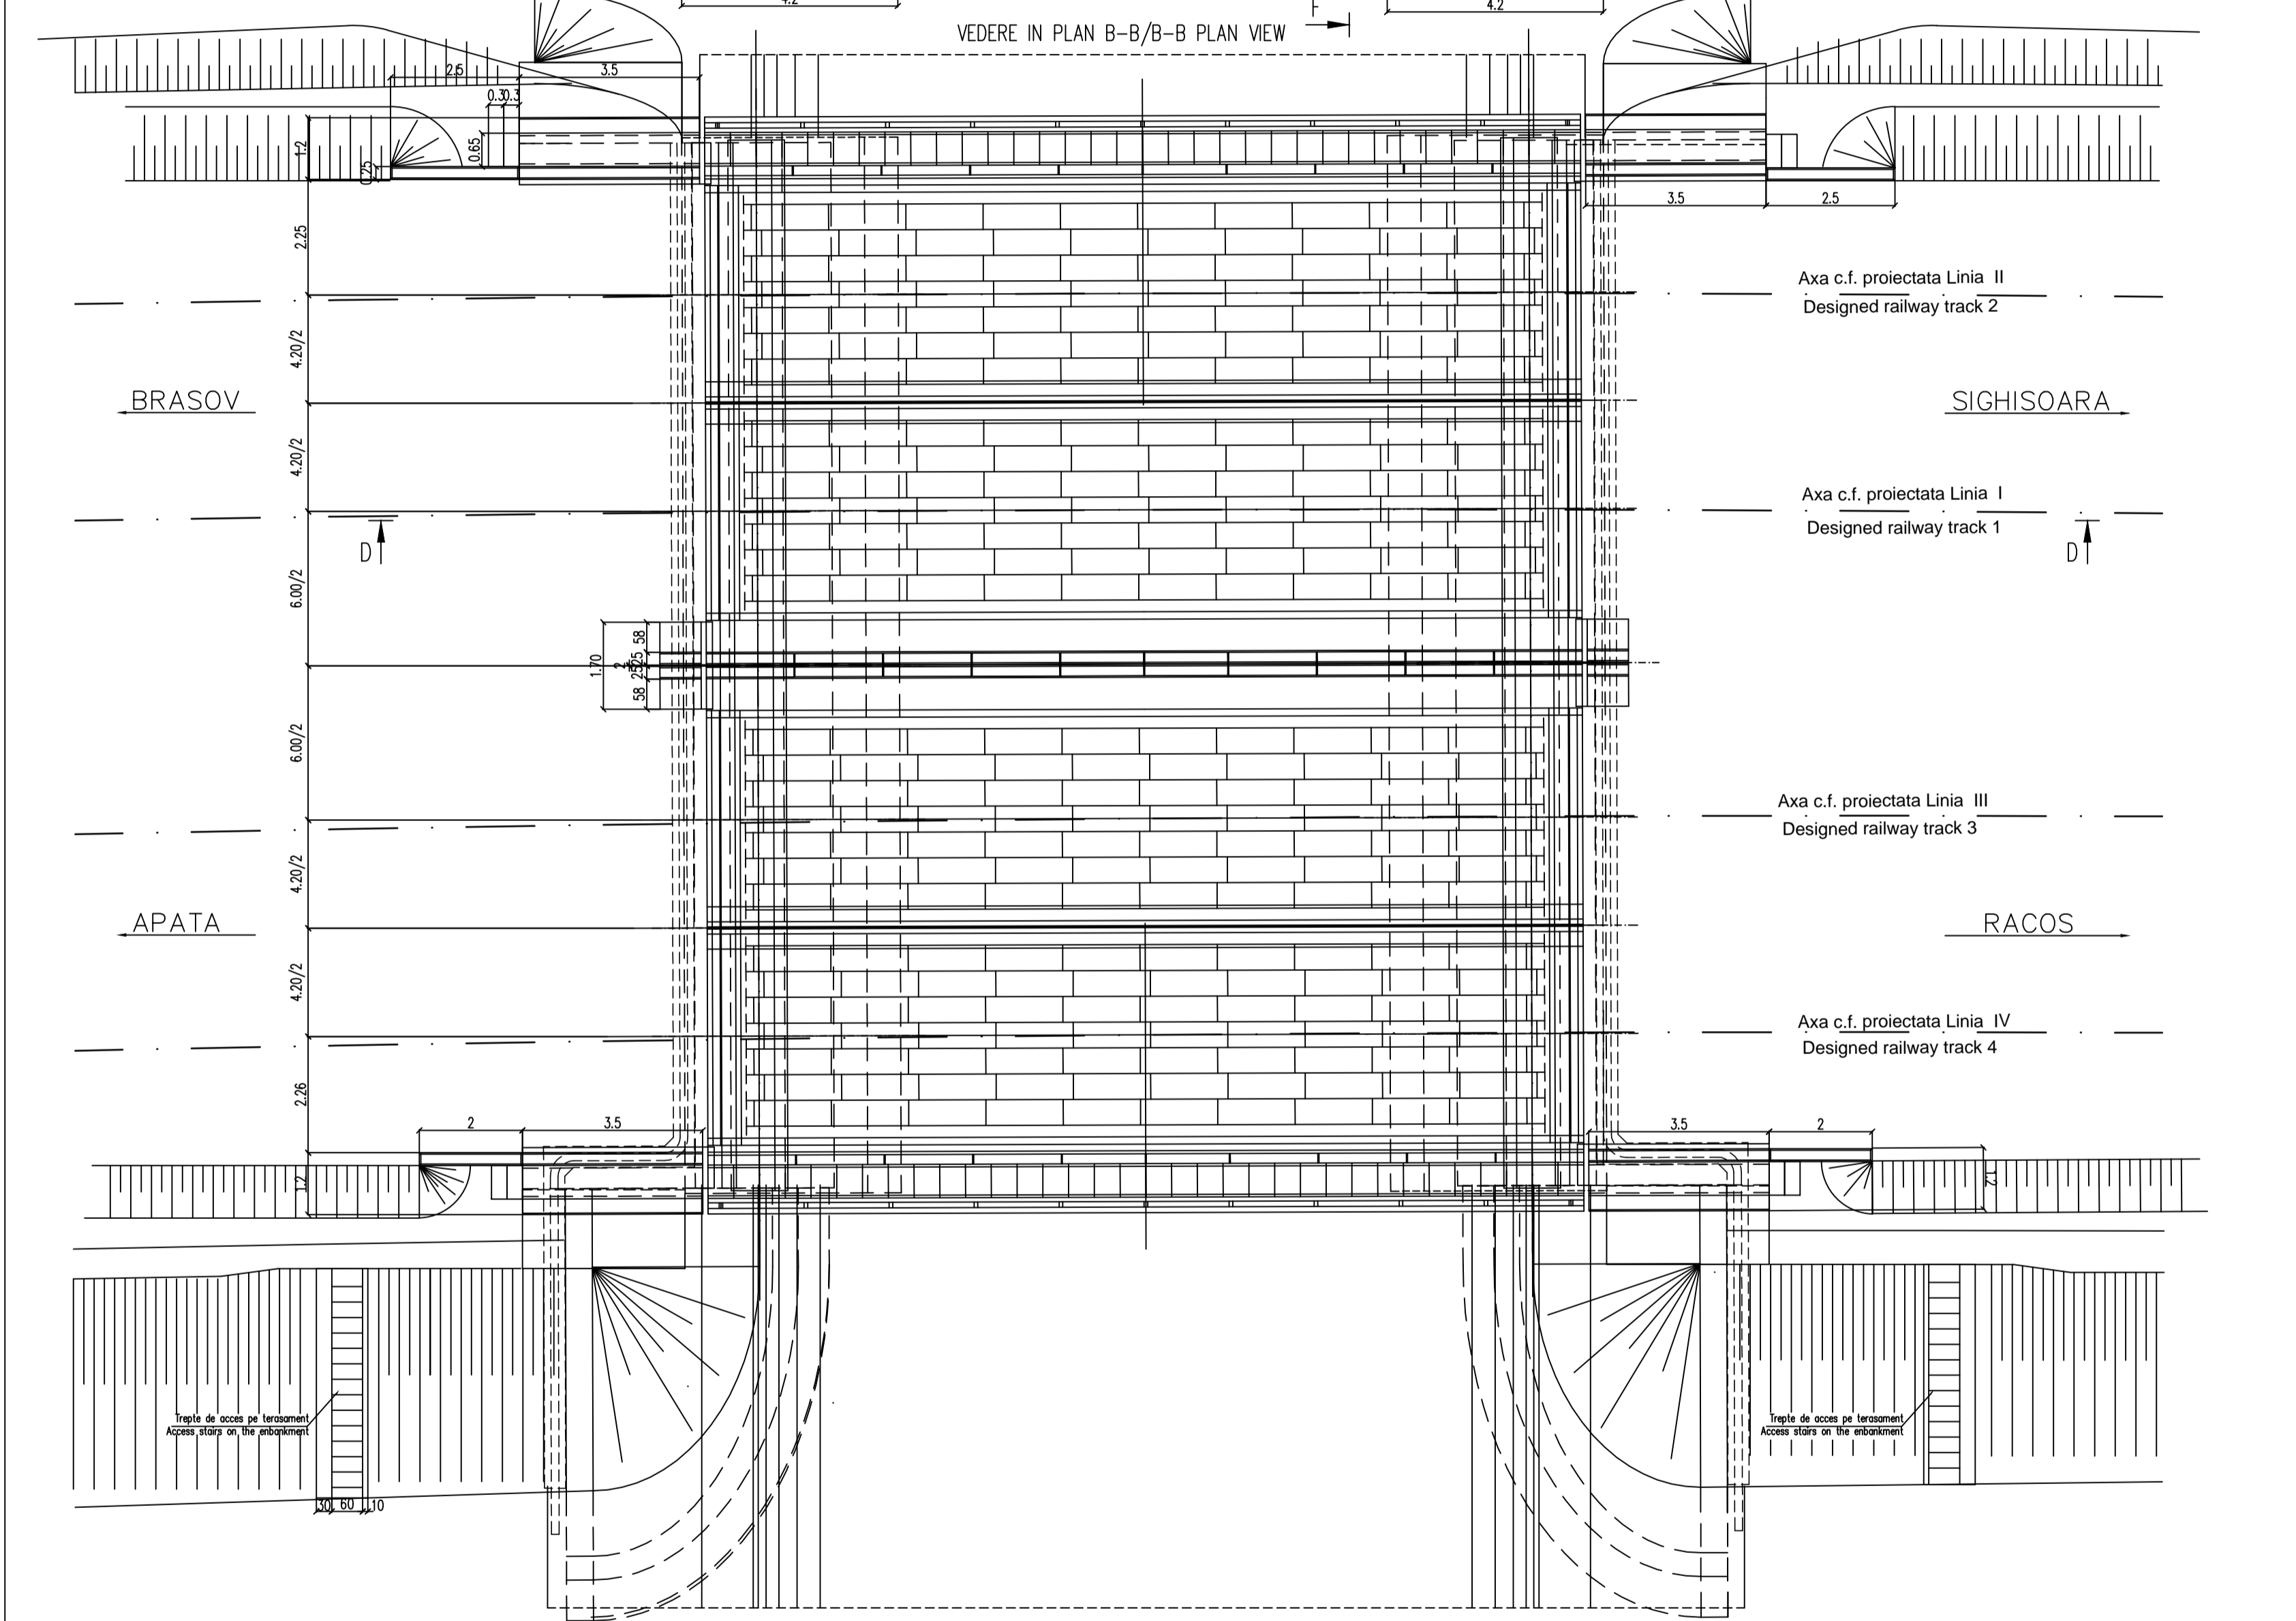 4.2
F
4.2
VEDERE IN PLAN B-B/B-B PLAN VIEW
2.5
3.5
0.3
0.3
0.65
1.2
0.25
3.5
2.5
2.25
Axa c.f. proiectata Linia II
Designed railway track 2
4.20/2
BRASOV
SIGHISOARA
4.20/2
Axa c.f. proiectata Linia I
Designed railway track 1
D
D
6.00/2
58
25
2
25
58
1.70
6.00/2
Axa c.f. proiectata Linia III
Designed railway track 3
4.20/2
APATA
RACOS
4.20/2
Axa c.f. proiectata Linia IV
Designed railway track 4
2.26
2
3.5
3.5
2
1.2
1.2
Trepte de acces pe terasament
Access stairs on the enbankment
Trepte de acces pe terasament
Access stairs on the enbankment
30
60
10